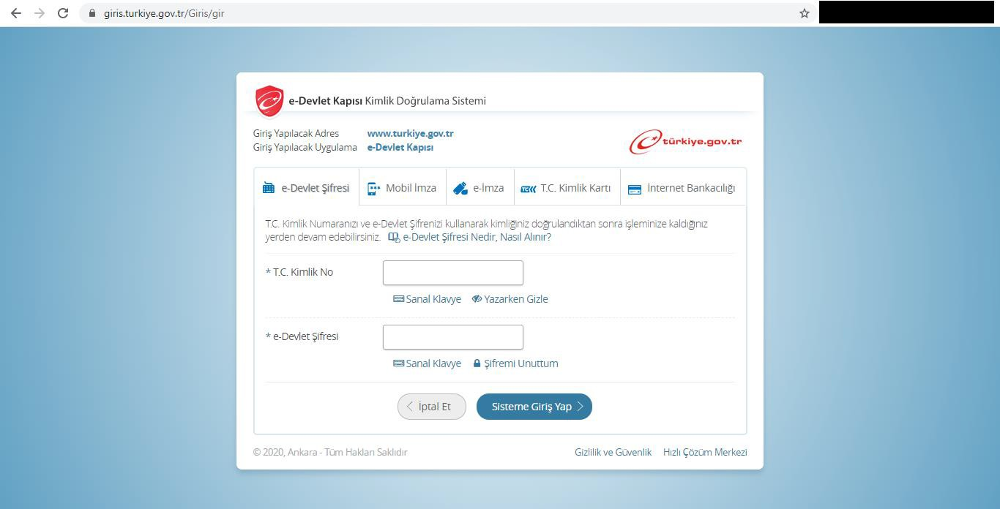 giris.turkiye.gov.tr/Giris/gir
e-Devlet Kapısı Kimlik Doğrulama Sistemi
Giriş Yapılacak Adres www.turkiye.gov.tr
Giriş Yapılacak Uygulama e-Devlet Kapısı
türkiye.gov.tr
e-Devlet Şifresi Mobil İmza e-İmza TCKK T.C. Kimlik Kartı İnternet Bankacılığı
T.C. Kimlik Numaranızı ve e-Devlet Şifrenizi kullanarak kimliğiniz doğrulandıktan sonra işleminize kaldığınız
yerden devam edebilirsiniz. e-Devlet Şifresi Nedir, Nasıl Alınır?
* T.C. Kimlik No
Sanal Klavye Yazarken Gizle
* e-Devlet Şifresi
Sanal Klavye Şifremi Unuttum
İptal Et Sisteme Giriş Yap
© 2020, Ankara - Tüm Hakları Saklıdır Gizlilik ve Güvenlik Hızlı Çözüm Merkezi